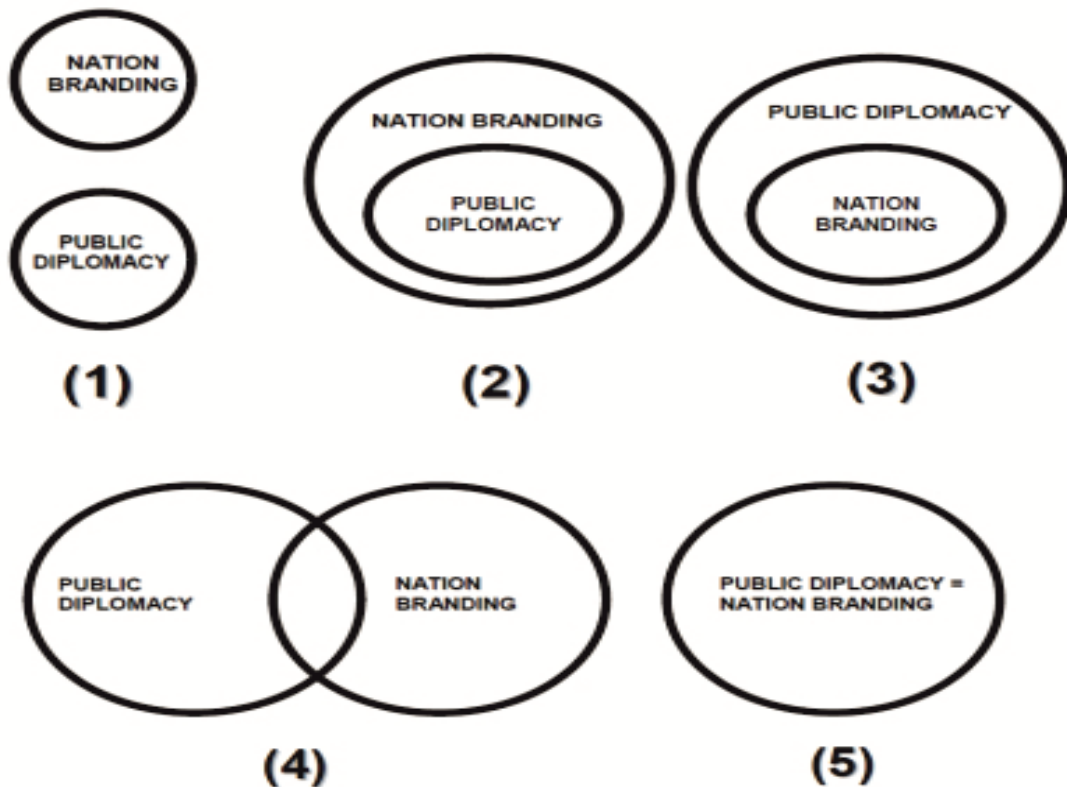 NATION
BRANDING
PUBLIC
DIPLOMACY
(1)
NATION BRANDING
PUBLIC
DIPLOMACY
(2)
PUBLIC DIPLOMACY
NATION
BRANDING
(3)
PUBLIC
DIPLOMACY
NATION
BRANDING
(4)
PUBLIC DIPLOMACY =
NATION BRANDING
(5)